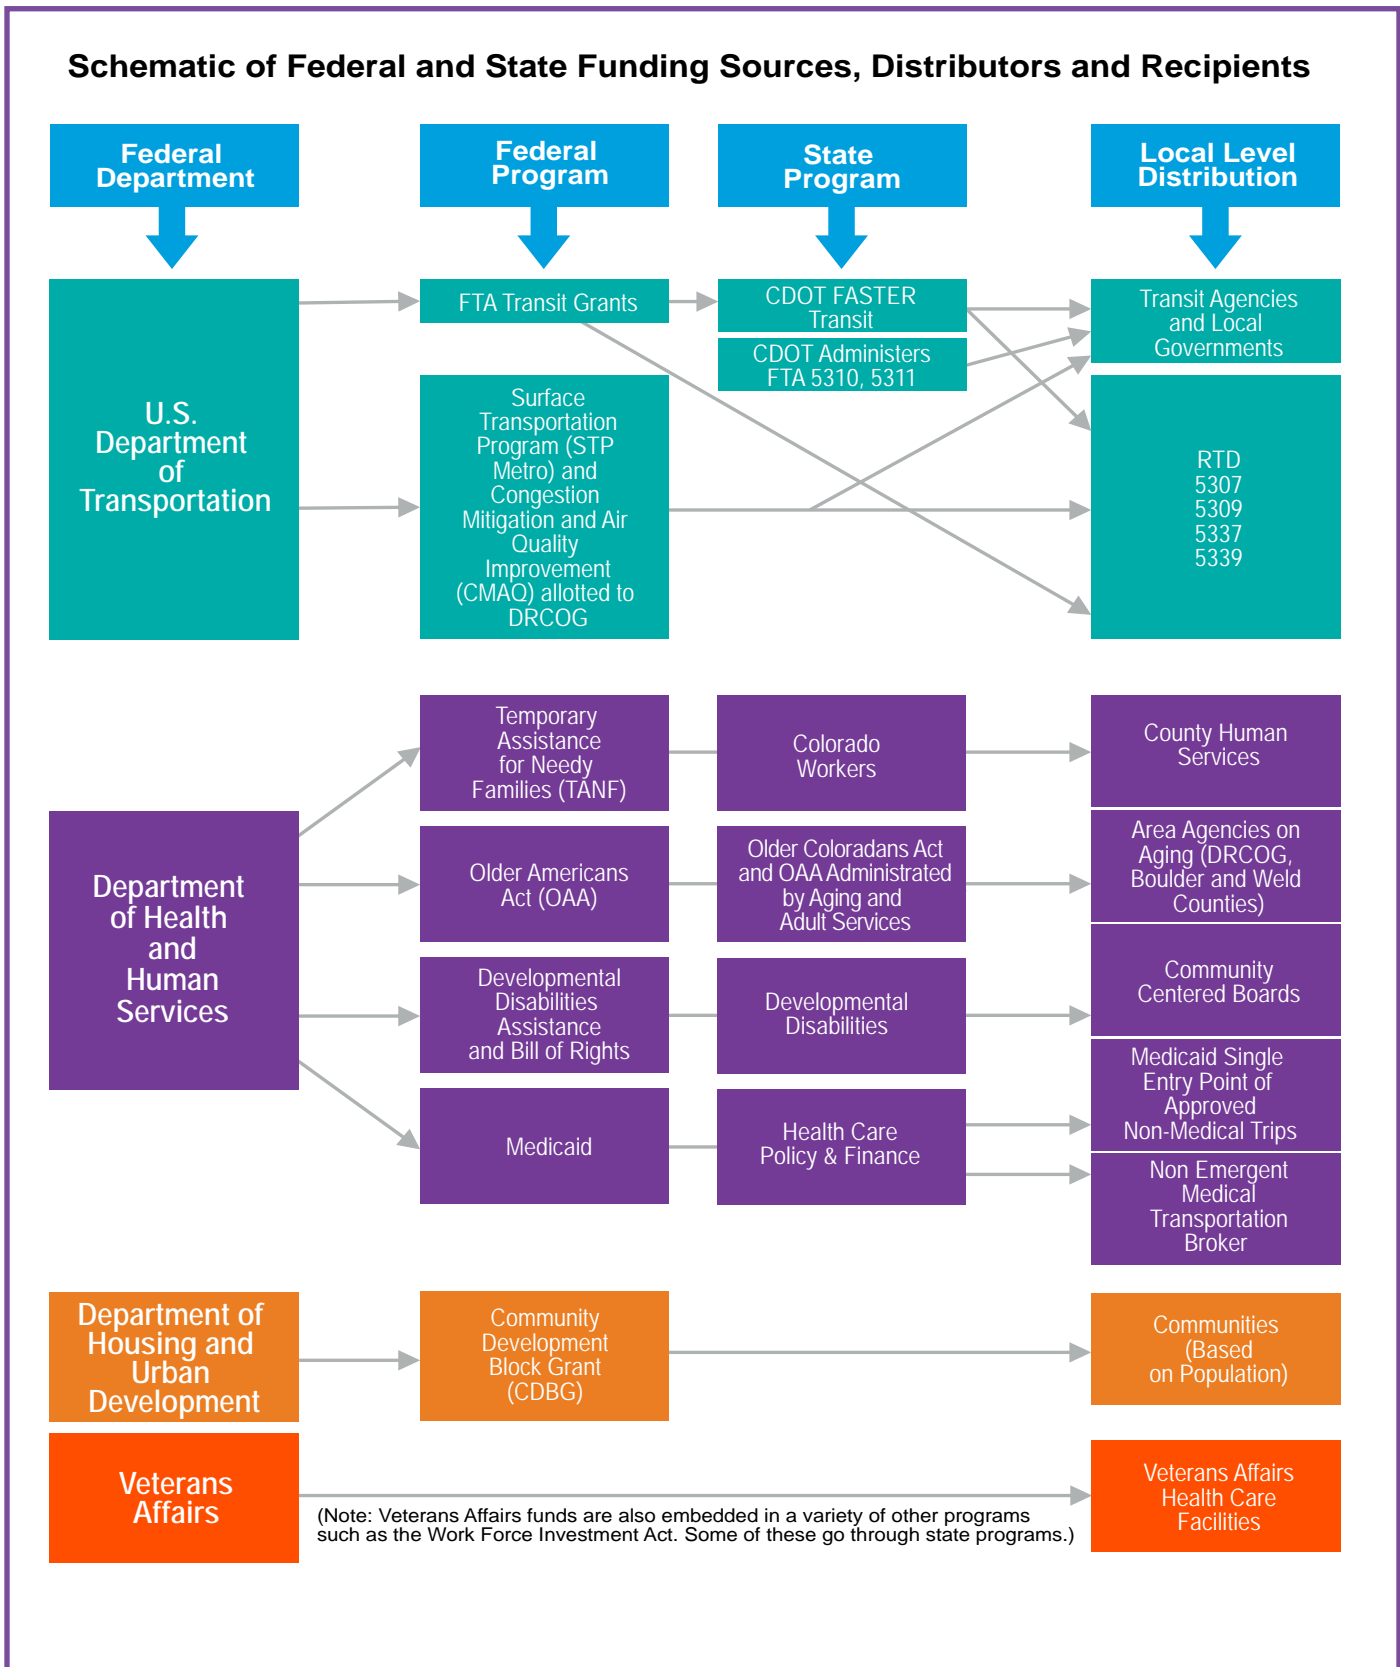 Schematic of Federal and State Funding Sources, Distributors and Recipients
Federal
Department
Federal
Program
State
Program
Local Level
Distribution
U.S.
Department
of
Transportation
FTA Transit Grants
CDOT FASTER
Transit
CDOT Administers
FTA 5310, 5311
Transit Agencies
and Local
Governments
Surface
Transportation
Program (STP
Metro) and
Congestion
Mitigation and Air
Quality
Improvement
(CMAQ) allotted to
DRCOG
RTD
5307
5309
5337
5339
Department
of Health
and
Human
Services
Temporary
Assistance
for Needy
Families (TANF)
Colorado
Workers
County Human
Services
Older Americans
Act (OAA)
Older Coloradans Act
and OAA Administrated
by Aging and
Adult Services
Area Agencies on
Aging (DRCOG,
Boulder and Weld
Counties)
Developmental
Disabilities
Assistance
and Bill of Rights
Developmental
Disabilities
Community
Centered Boards
Medicaid
Health Care
Policy & Finance
Medicaid Single
Entry Point of
Approved
Non-Medical Trips
Non Emergent
Medical
Transportation
Broker
Department of
Housing and
Urban
Development
Community
Development
Block Grant
(CDBG)
Communities
(Based
on Population)
Veterans
Affairs
(Note: Veterans Affairs funds are also embedded in a variety of other programs
such as the Work Force Investment Act. Some of these go through state programs.)
Veterans Affairs
Health Care
Facilities